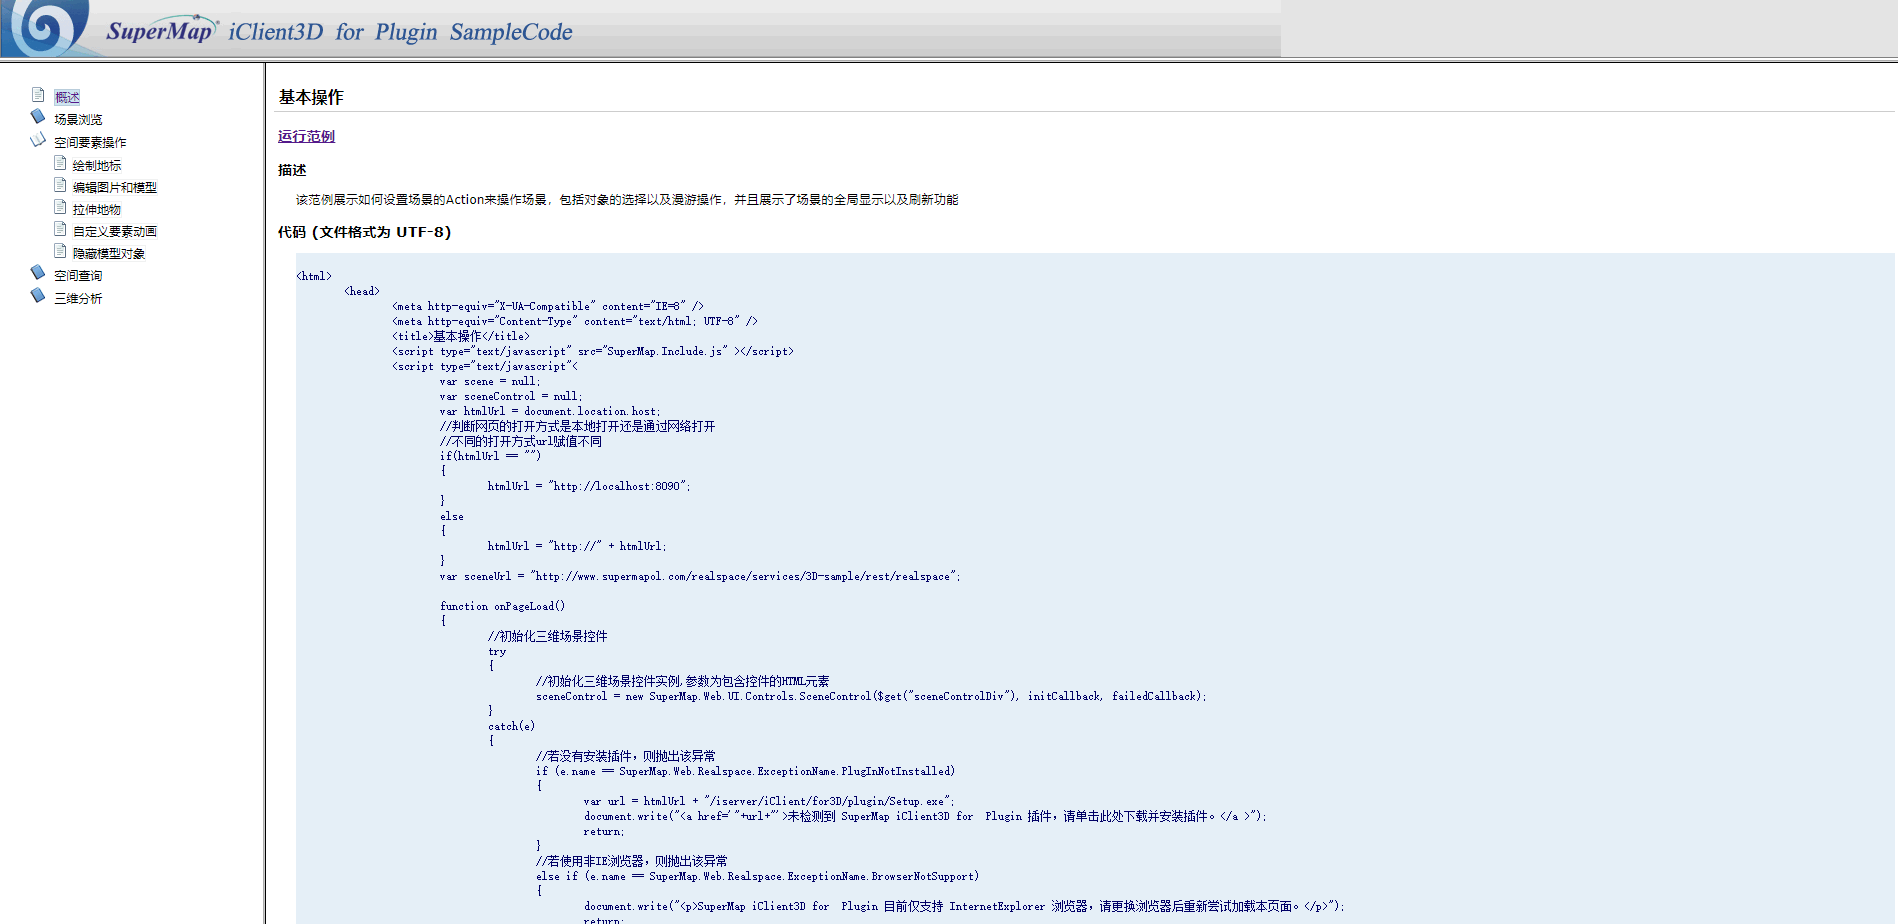 SuperMap iClient3D for Plugin SampleCode
概述
场景浏览
空间要素操作
绘制地标
编辑图片和模型
拉伸地物
自定义要素动画
隐藏模型对象
空间查询
三维分析
基本操作
运行范例
描述
该范例展示如何设置场景的Action来操作场景，包括对象的选择以及漫游操作，并且展示了场景的全局显示以及刷新功能
代码 (文件格式为 UTF-8)
<html>
<head>
<meta http-equiv="X-UA-Compatible" content="IE=8" />
<meta http-equiv="Content-Type" content="text/html; UTF-8" />
<title>基本操作</title>
<script type="text/javascript" src="SuperMap.Include.js" ></script>
<script type="text/javascript"<
var scene = null;
var sceneControl = null;
var htmlUrl = document.location.host;
//判断网页的打开方式是本地打开还是通过网络打开
//不同的打开方式url赋值不同
if(htmlUrl == "")
{
htmlUrl = "http://localhost:8090";
}
else
{
htmlUrl = "http://" + htmlUrl;
}
var sceneUrl = "http://www.supermapol.com/realspace/services/3D-sample/rest/realspace";
function onPageLoad()
{
//初始化三维场景控件
try
{
//初始化三维场景控件实例,参数为包含控件的HTML元素
sceneControl = new SuperMap.Web.UI.Controls.SceneControl($get("sceneControlDiv"), initCallback, failedCallback);
}
catch(e)
{
//若没有安装插件，则抛出该异常
if (e.name == SuperMap.Web.Realspace.ExceptionName.PlugInNotInstalled)
{
var url = htmlUrl + "/iserver/iClient/for3D/plugin/Setup.exe";
document.write("<a href='"+url+"'>未检测到 SuperMap iClient3D for  Plugin 插件，请单击此处下载并安装插件。</a >");
return;
}
//若使用非IE浏览器，则抛出该异常
else if (e.name == SuperMap.Web.Realspace.ExceptionName.BrowserNotSupport)
{
document.write("<p>SuperMap iClient3D for  Plugin 目前仅支持 InternetExplorer 浏览器，请更换浏览器后重新尝试加载本页面。</p>");
return;